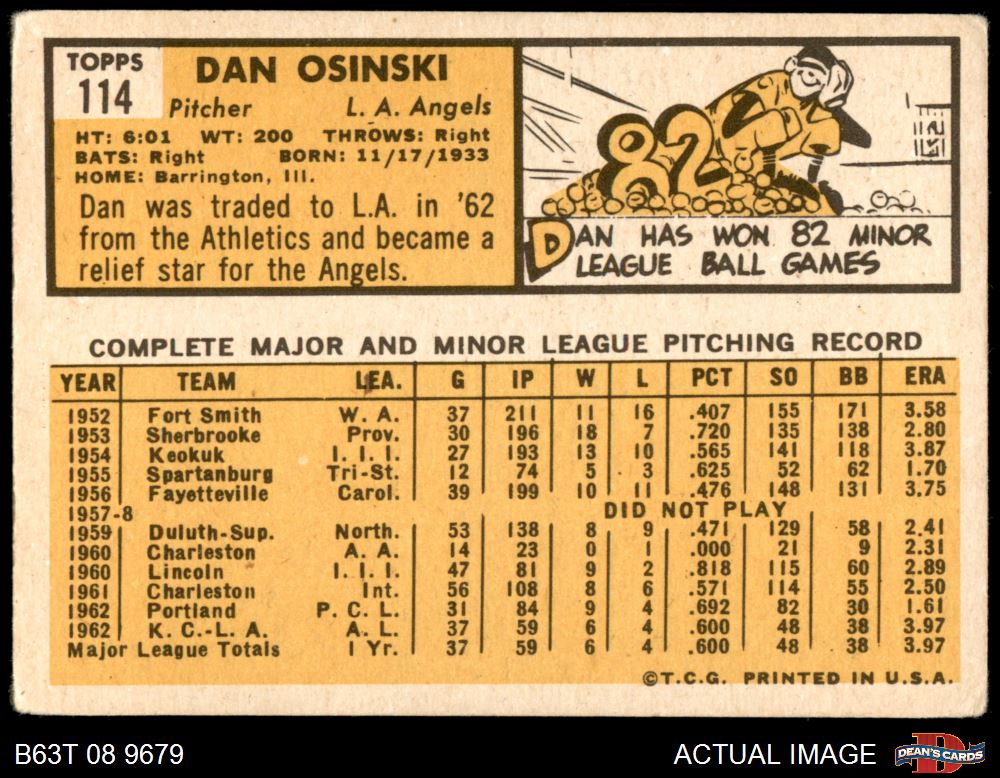 TOPPS
114
DAN OSINSKI
Pitcher L. A. Angels
HT: 6:01 WT: 200 THROWS: Right
BATS: Right BORN: 11/17/1933
HOME: Barrington, Ill.
Dan was traded to L.A. in '62
from the Athletics and became a
relief star for the Angels.
82
DAN HAS WON 82 MINOR
LEAGUE BALL GAMES
COMPLETE MAJOR AND MINOR LEAGUE PITCHING RECORD
YEAR TEAM LEA. G IP W L PCT SO BB ERA
1952 Fort Smith W. A. 37 211 11 16 .407 155 171 3.58
1953 Sherbrooke Prov. 30 196 18 7 .720 135 138 2.80
1954 Keokuk I. I. I. 27 193 13 10 .565 141 118 3.87
1955 Spartanburg Tri-St. 12 74 5 3 .625 52 62 1.70
1956 Fayetteville Carol. 39 199 10 11 .476 148 131 3.75
1957-8 DID NOT PLAY
1959 Duluth-Sup. North. 53 138 8 9 .471 129 58 2.41
1960 Charleston A. A. 14 23 0 1 .000 21 9 2.31
1960 Lincoln I. I. I. 47 81 9 2 .818 115 60 2.89
1961 Charleston Int. 56 108 8 6 .571 114 55 2.50
1962 Portland P. C. L. 31 84 9 4 .692 82 30 1.61
1962 K. C.-L. A. A. L. 37 59 6 4 .600 48 38 3.97
Major League Totals 1 Yr. 37 59 6 4 .600 48 38 3.97
©T.C.G. PRINTED IN U.S.A.
B63T 08 9679 ACTUAL IMAGE DEAN'S CARDS